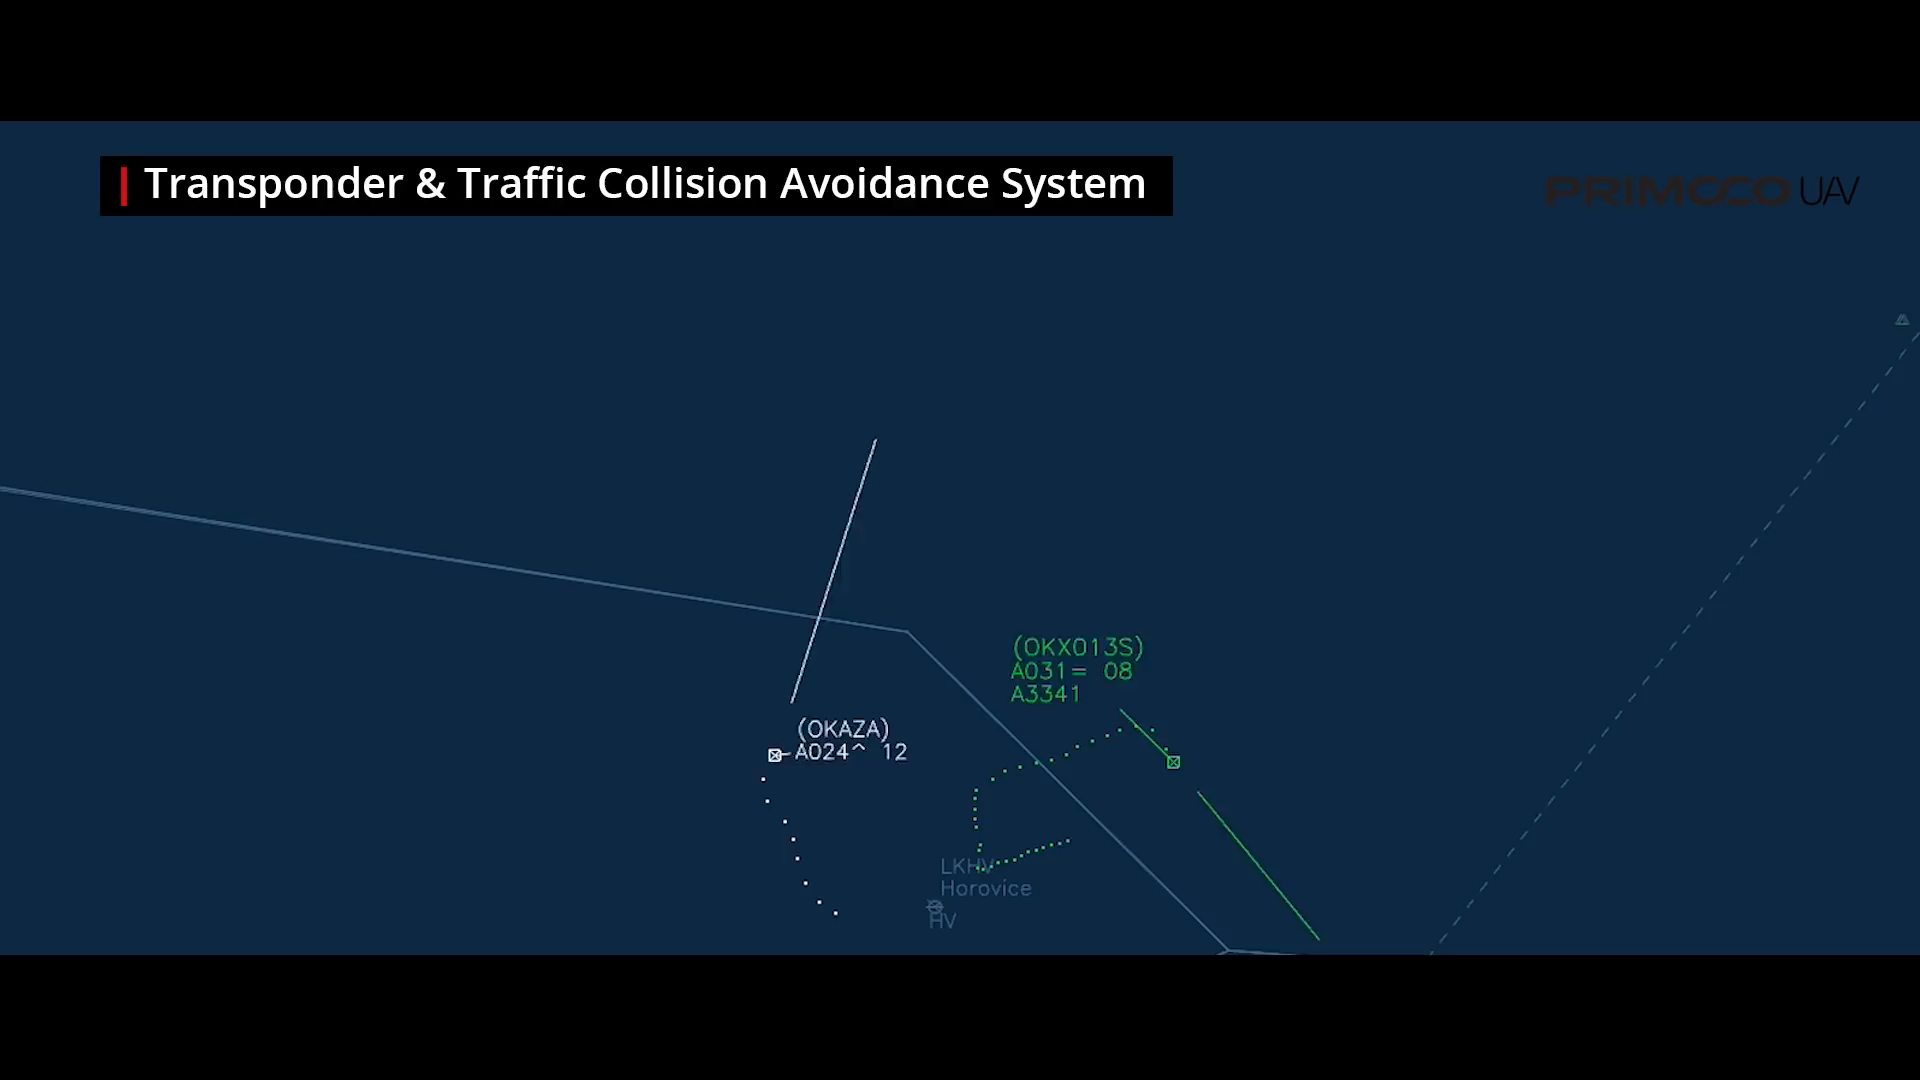 | Transponder & Traffic Collision Avoidance System
PRIMOCO UAV
(OKX013S)
A031= 08
A3341
(OKAZA)
A024^ 12
LKHV
Horovice
HV